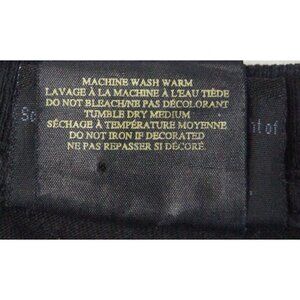 MACHINE WASH WARM
LAVAGE À LA MACHINE À L'EAU TIÈDE
DO NOT BLEACH/NE PAS DÉCOLORANT
TUMBLE DRY MEDIUM
SÉCHAGE À TEMPÉRATURE MOYENNE
DO NOT IRON IF DECORATED
NE PAS REPASSER SI DÉCORÉ.
of